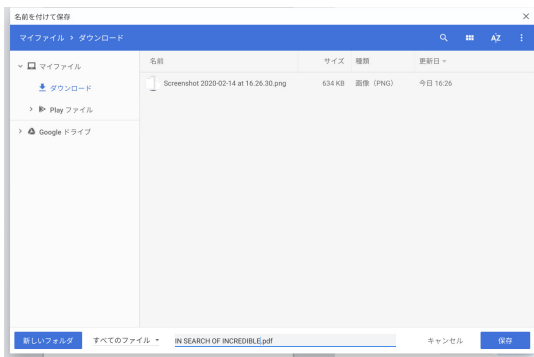 名前を付けて保存
マイファイル › ダウンロード AZ
マイファイル
ダウンロード
Play ファイル
Google ドライブ
名前 サイズ 種類 更新日
Screenshot 2020-02-14 at 16.26.30.png 634 KB 画像（PNG） 今日 16:26
新しいフォルダ すべてのファイル IN SEARCH OF INCREDIBLE.pdf キャンセル 保存